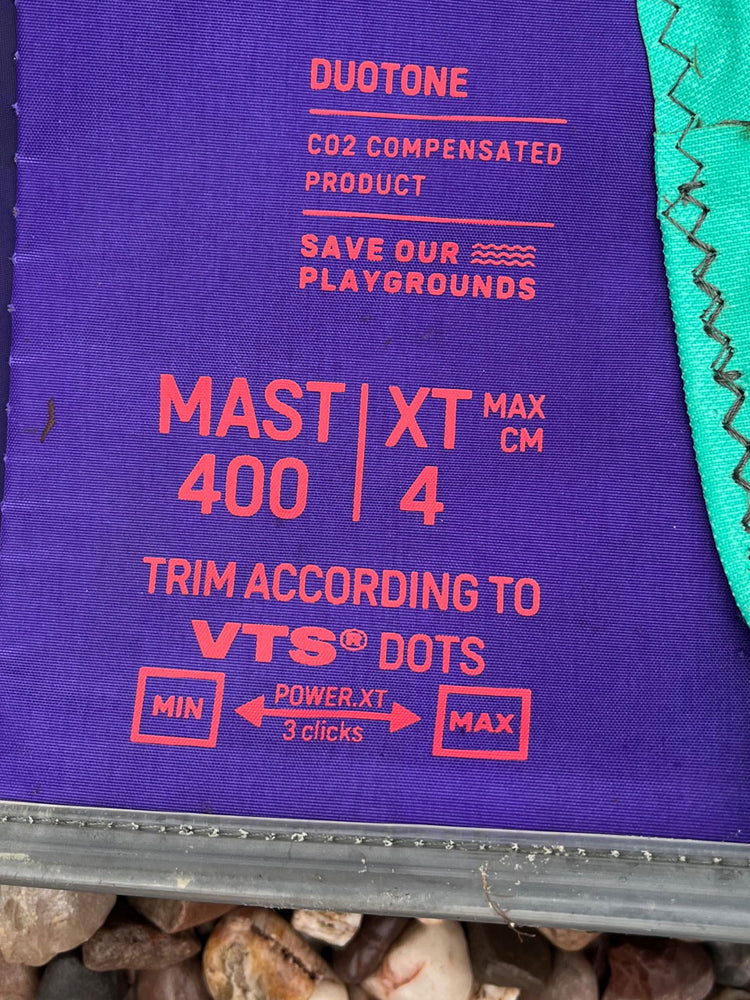 DUOTONE
CO2 COMPENSATED
PRODUCT
SAVE OUR
PLAYGROUNDS
MAST XT MAX CM
400 4
TRIM ACCORDING TO
VTS® DOTS
MIN POWER.XT MAX
3 clicks